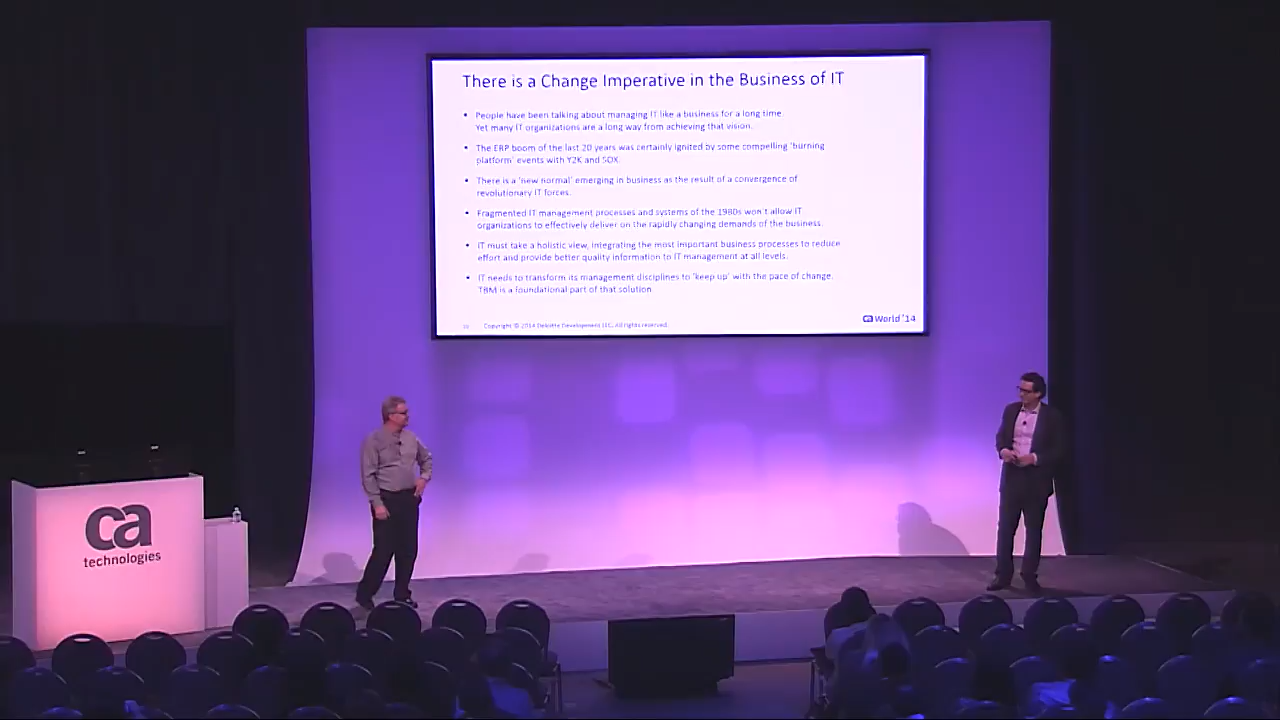 There is a Change Imperative in the Business of IT
• People have been talking about managing IT like a business for a long time.
Yet many IT organizations are a long way from achieving that vision.
• The ERP boom of the last 20 years was certainly ignited by some compelling 'burning
platform' events with Y2K and SOX.
• There is a 'new normal' emerging in business as the result of a convergence of
revolutionary IT forces.
• Fragmented IT management processes and systems of the 1980s won't allow IT
organizations to effectively deliver on the rapidly changing demands of the business.
• IT must take a holistic view, integrating the most important business processes to reduce
effort and provide better quality information to IT management at all levels.
• IT needs to transform its management disciplines to 'keep up' with the pace of change.
TBM is a foundational part of that solution.
Copyright © 2014 Deloitte Development LLC. All rights reserved.
ca World '14
ca
technologies